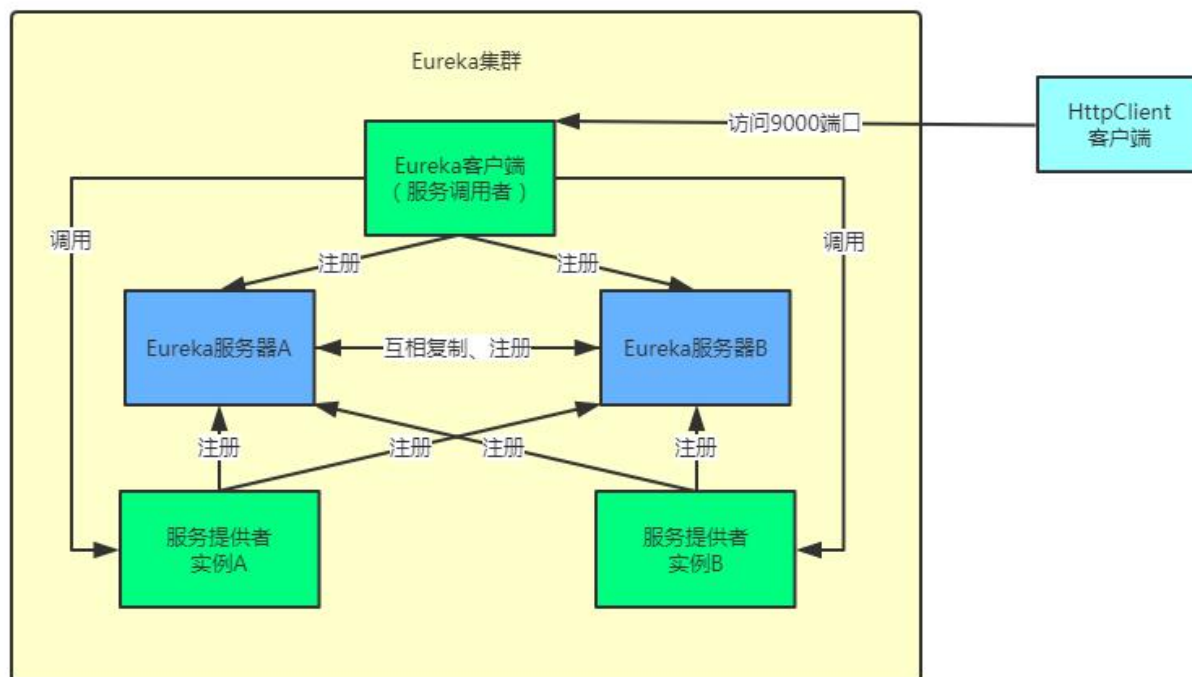 Eureka集群
访问9000端口
HttpClient
客户端
Eureka客户端
（服务调用者）
调用
调用
注册
注册
Eureka服务器A
互相复制、注册
Eureka服务器B
注册
注册
注册
注册
服务提供者
实例A
服务提供者
实例B